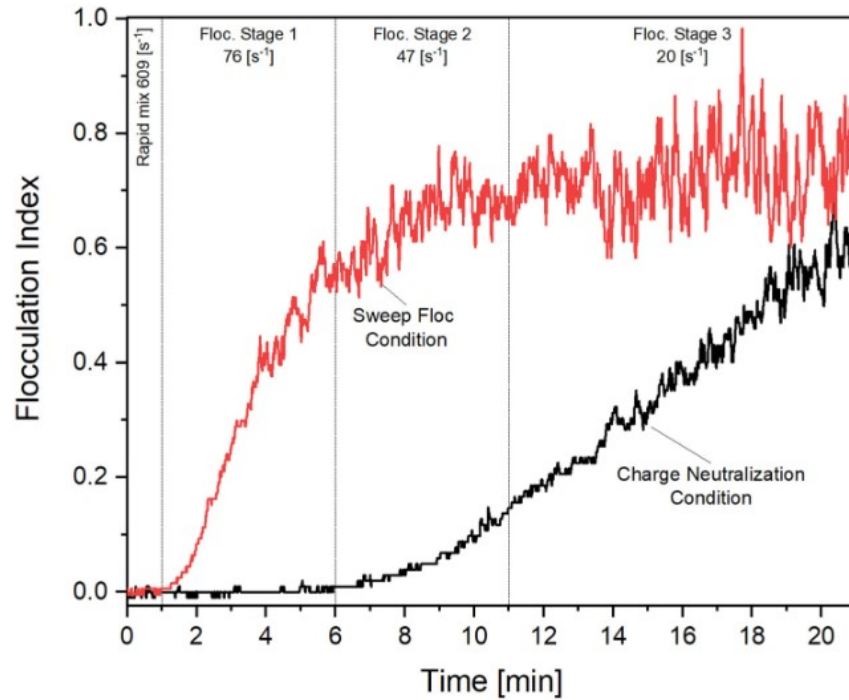 Flocculation Index
1.0
0.8
0.6
0.4
0.2
0.0
Rapid mix 609 [s⁻¹]
Floc. Stage 1
76 [s⁻¹]
Floc. Stage 2
47 [s⁻¹]
Floc. Stage 3
20 [s⁻¹]
Sweep Floc
Condition
Charge Neutralization
Condition
0 2 4 6 8 10 12 14 16 18 20
Time [min]